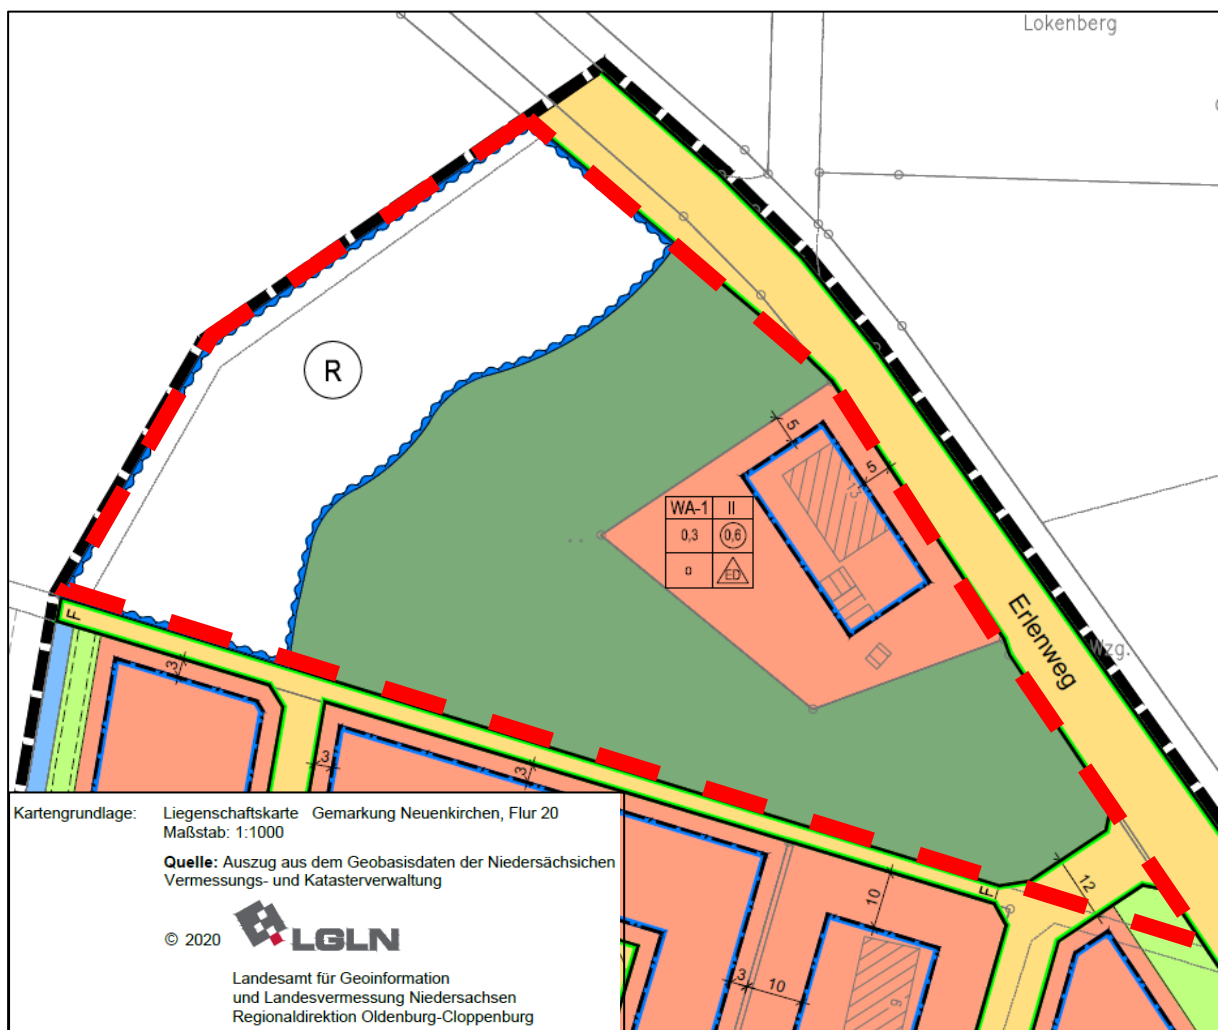 Lokenberg
R
5
5
13
WA-1 II
0,3 0,6
o ED
Erlenweg
Wzg.
F
3
3
3
F
12
10
3
10
9
Kartengrundlage: Liegenschaftskarte Gemarkung Neuenkirchen, Flur 20
Maßstab: 1:1000
Quelle: Auszug aus dem Geobasisdaten der Niedersächsichen
Vermessungs- und Katasterverwaltung
© 2020 LGLN
Landesamt für Geoinformation
und Landesvermessung Niedersachsen
Regionaldirektion Oldenburg-Cloppenburg